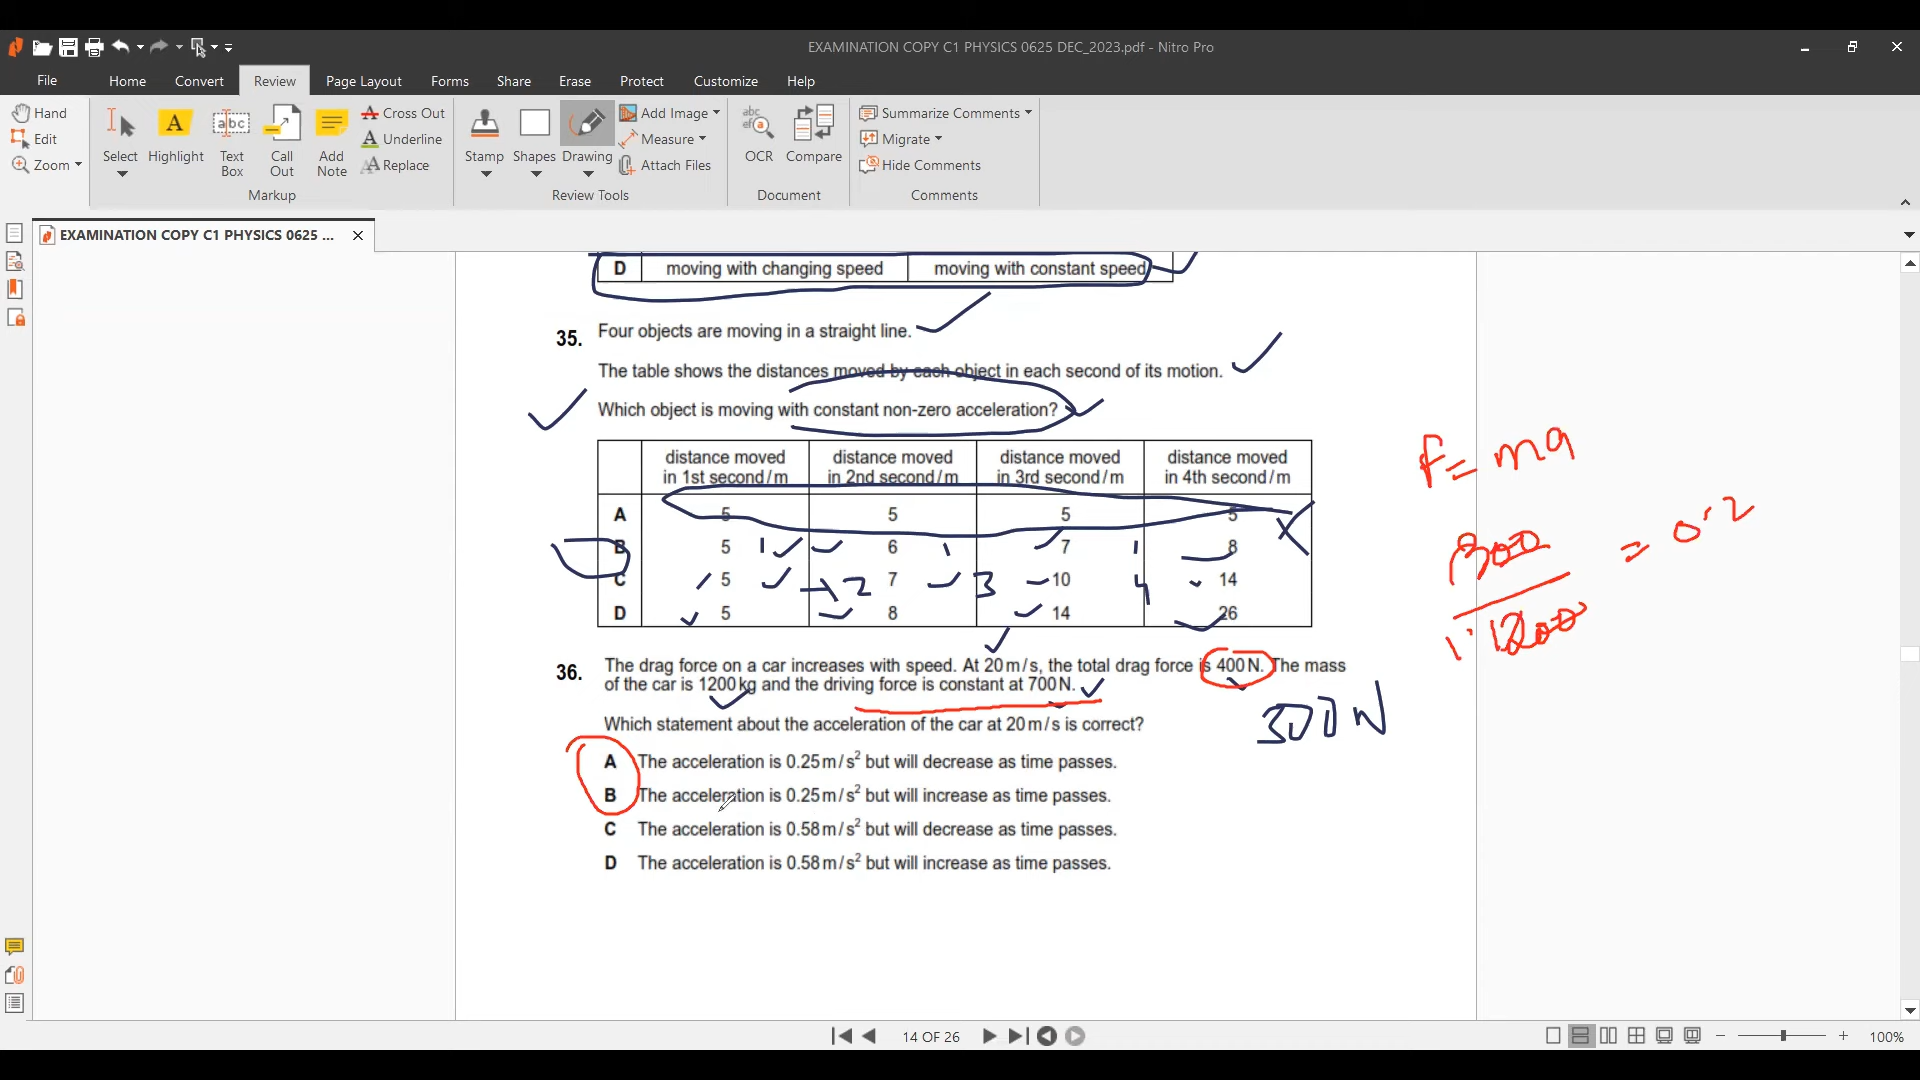 EXAMINATION COPY C1 PHYSICS 0625 DEC_2023.pdf - Nitro Pro
File Home Convert Review Page Layout Forms Share Erase Protect Customize Help
Hand
Edit
Zoom
Select
Highlight
Text Box
Call Out
Add Note
Cross Out
Underline
Replace
Markup
Stamp
Shapes
Drawing
Add Image
Measure
Attach Files
Review Tools
OCR
Compare
Document
Summarize Comments
Migrate
Hide Comments
Comments
EXAMINATION COPY C1 PHYSICS 0625 ...
D moving with changing speed moving with constant speed
35. Four objects are moving in a straight line.
The table shows the distances moved by each object in each second of its motion.
Which object is moving with constant non-zero acceleration?
distance moved in 1st second/m distance moved in 2nd second/m distance moved in 3rd second/m distance moved in 4th second/m
A 5 5 5 5
B 5 1 6 1 7 1 8
C 5 2 7 3 10 4 14
D 5 8 14 26
F = ma
300
1200
= 0.2
36. The drag force on a car increases with speed. At 20 m/s, the total drag force is 400 N. The mass
of the car is 1200 kg and the driving force is constant at 700 N.
300 N
Which statement about the acceleration of the car at 20 m/s is correct?
A The acceleration is 0.25 m/s² but will decrease as time passes.
B The acceleration is 0.25 m/s² but will increase as time passes.
C The acceleration is 0.58 m/s² but will decrease as time passes.
D The acceleration is 0.58 m/s² but will increase as time passes.
14 OF 26
100%